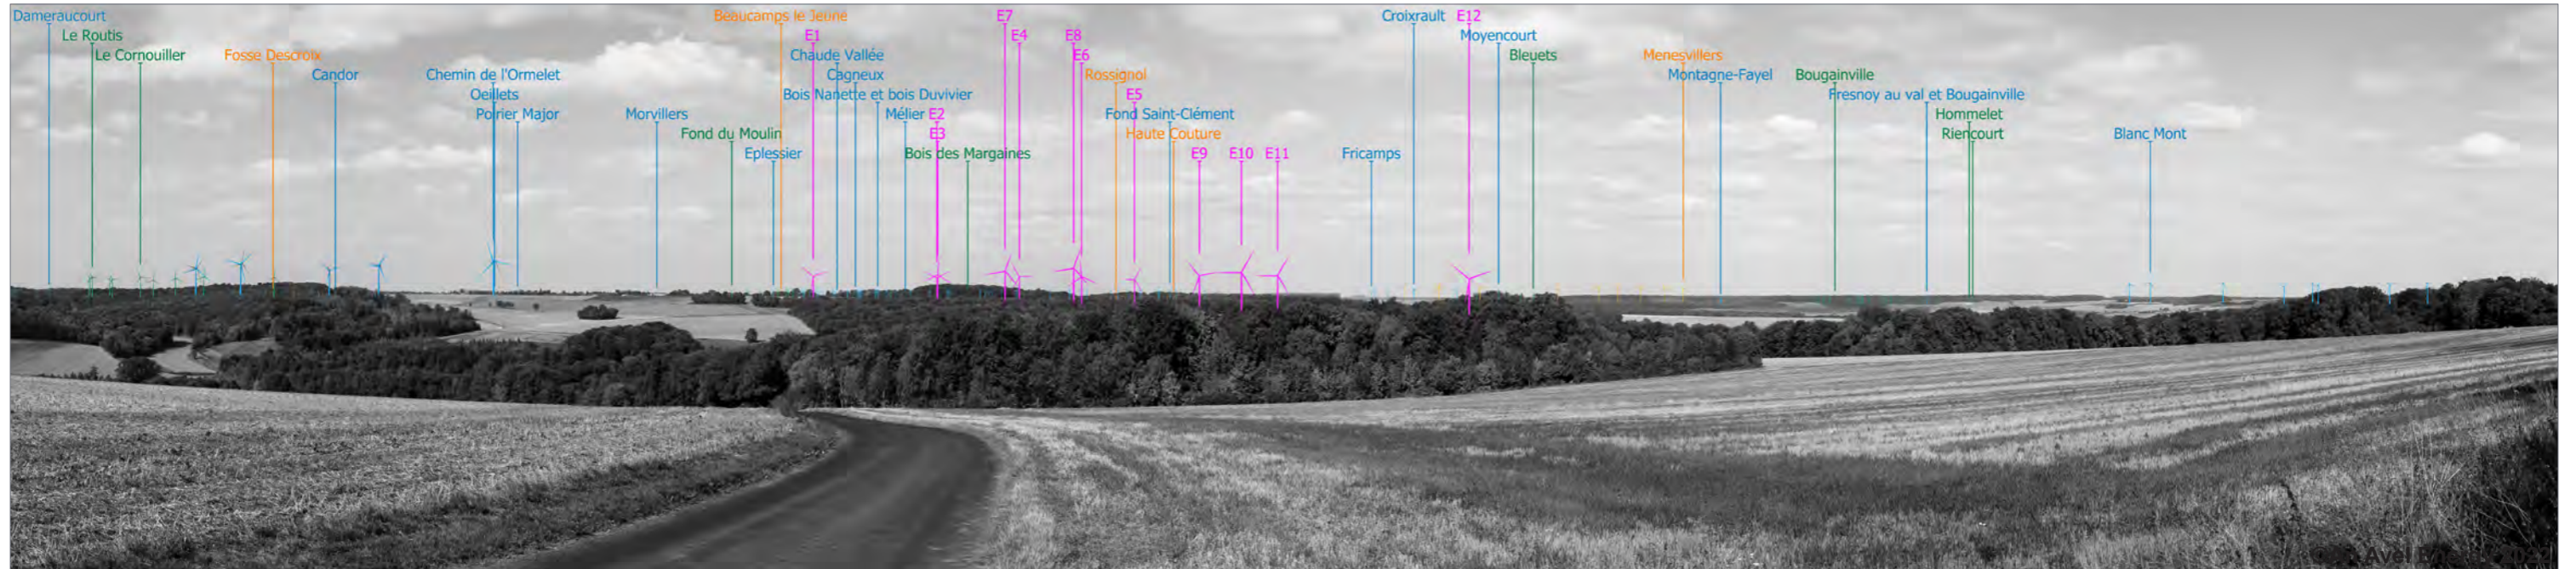 Dameraucourt
Beaucamps le Jeune
E7
Croixrault
E12
Le Routis
E1
E4
E8
Moyencourt
Le Cornouiller
Fosse Descroix
Chaude Vallée
E6
Bleuets
Menesvillers
Candor
Chemin de l'Ormelet
Cagneux
Rossignol
Montagne-Fayel
Bougainville
Oeillets
Bois Nanette et bois Duvivier
E5
Fresnoy au val et Bougainville
Poirier Major
Morvillers
Mélier
E2
Fond Saint-Clément
Hommelet
Fond du Moulin
E3
Haute Couture
Riencourt
Blanc Mont
Eplessier
Bois des Margaines
E9
E10
E11
Fricamps
Avel